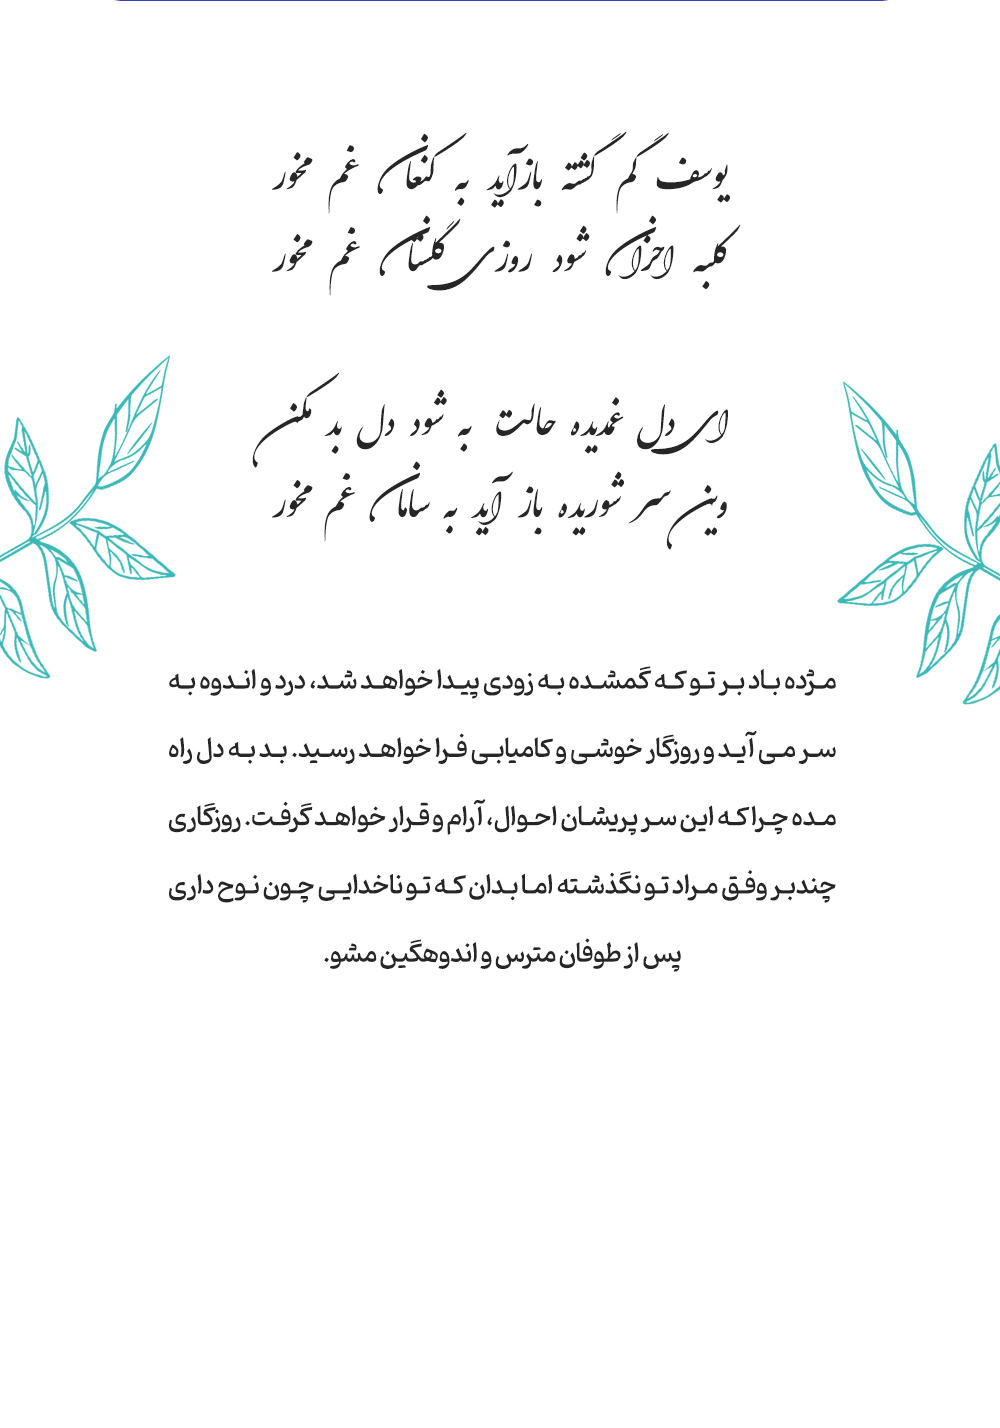 یوسف گم گشته بازآید به کنعان غم مخور
کلبه احزان شود روزی گلستان غم مخور
ای دل غمدیده حالت به شود دل بد مکن
وین سر شوریده باز آید به سامان غم مخور
مژده باد بر تو که گمشده به زودی پیدا خواهد شد، درد و اندوه به
سر می آید و روزگار خوشی و کامیابی فرا خواهد رسید. بد به دل راه
مده چرا که این سر پریشان احوال، آرام و قرار خواهد گرفت. روزگاری
چندبر وفق مراد تو نگذشته اما بدان که تو ناخدایی چون نوح داری
پس از طوفان مترس و اندوهگین مشو.